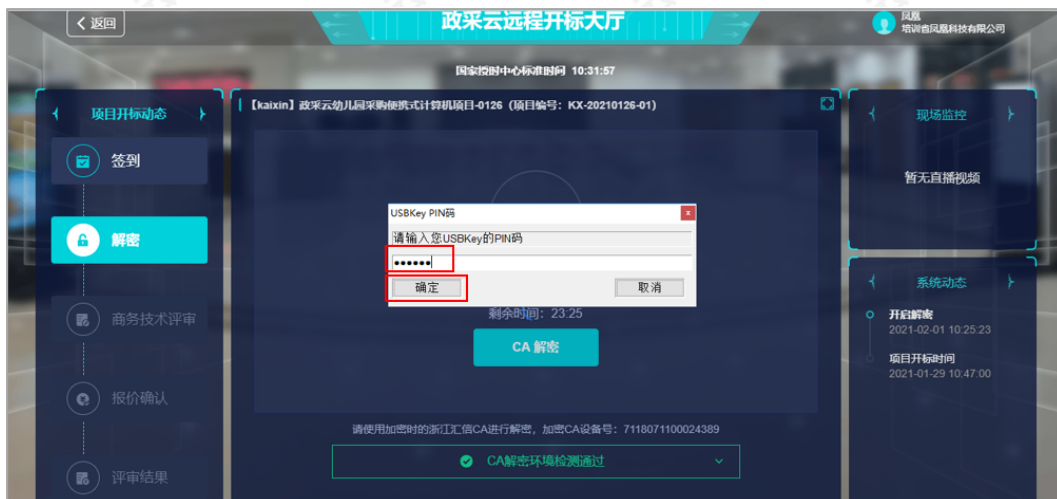 返回
政采云远程开标大厅
凤凰
培训省凤凰科技有限公司
国家授时中心标准时间 10:31:57
项目开标动态
签到
解密
商务技术评审
报价确认
评审结果
【kaixin】政采云幼儿园采购便携式计算机项目-0126（项目编号：KX-20210126-01）
USBKey PIN码
x
请输入您USBKey的PIN码
••••••
确定 取消
剩余时间：23:25
CA 解密
请使用加密时的浙江汇信CA进行解密，加密CA设备号：7118071100024389
CA解密环境检测通过
现场监控
暂无直播视频
系统动态
开启解密
2021-02-01 10:25:23
项目开标时间
2021-01-29 10:47:00